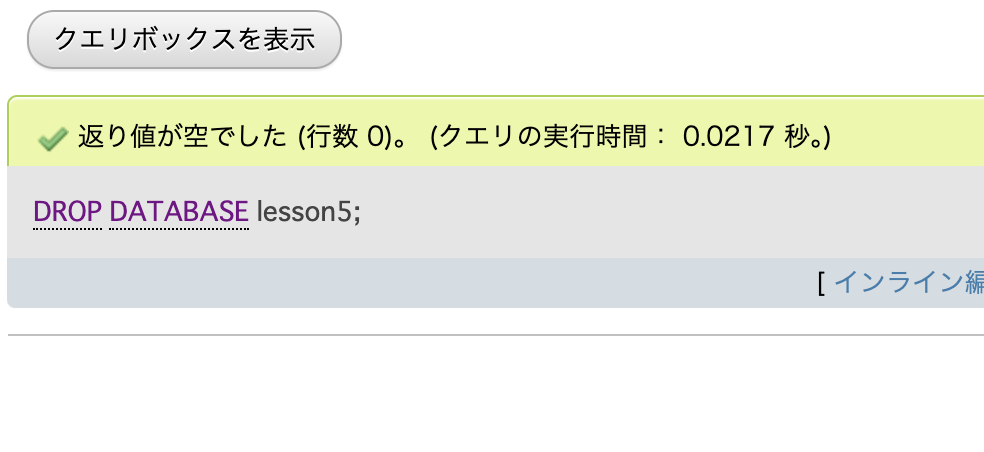 クエリボックスを表示
返り値が空でした (行数 0)。 (クエリの実行時間： 0.0217 秒。)
DROP DATABASE lesson5;
[ インライン編